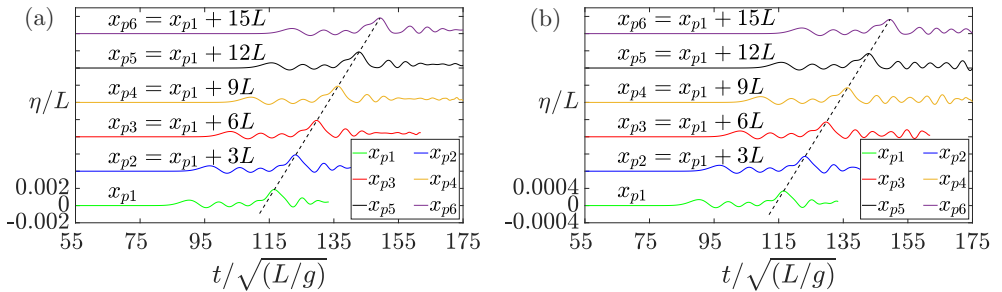 (a)
x_{p6} = x_{p1} + 15L
x_{p5} = x_{p1} + 12L
η/L
x_{p4} = x_{p1} + 9L
x_{p3} = x_{p1} + 6L
x_{p2} = x_{p1} + 3L
0.002
0
-0.002
x_{p1}
x_{p1} x_{p2}
x_{p3} x_{p4}
x_{p5} x_{p6}
55 75 95 115 135 155 175
t/√(L/g)
(b)
x_{p6} = x_{p1} + 15L
x_{p5} = x_{p1} + 12L
η/L
x_{p4} = x_{p1} + 9L
x_{p3} = x_{p1} + 6L
x_{p2} = x_{p1} + 3L
0.0004
0
-0.0004
x_{p1}
x_{p1} x_{p2}
x_{p3} x_{p4}
x_{p5} x_{p6}
55 75 95 115 135 155 175
t/√(L/g)